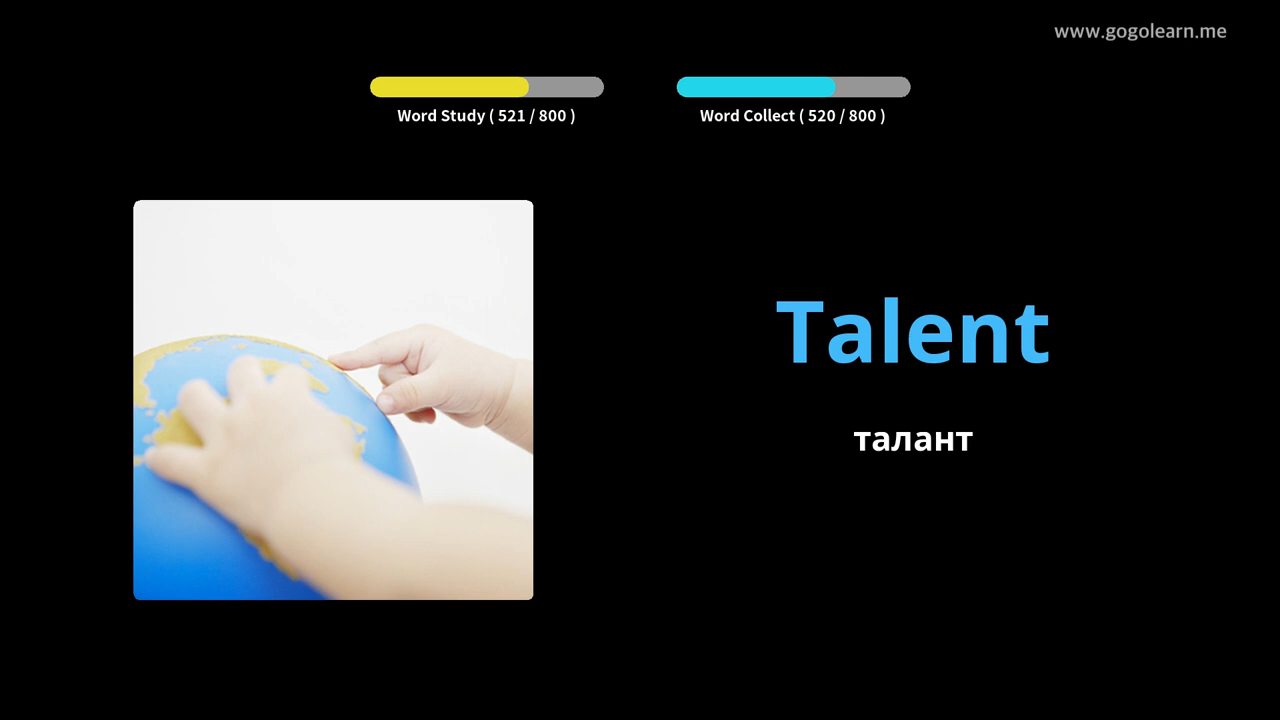 www.gogolearn.me
Word Study ( 521 / 800 )
Word Collect ( 520 / 800 )
Talent
талант